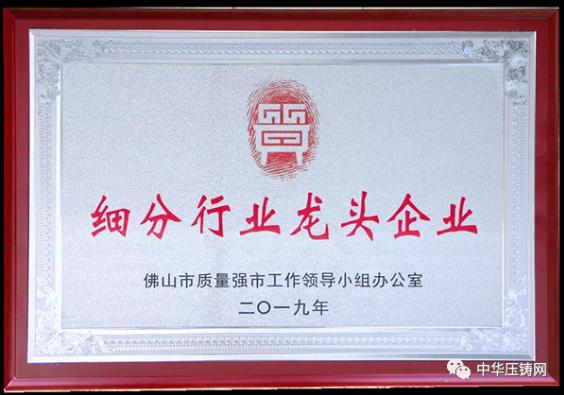 细分行业龙头企业
佛山市质量强市工作领导小组办公室
二〇一九年
中华压铸网